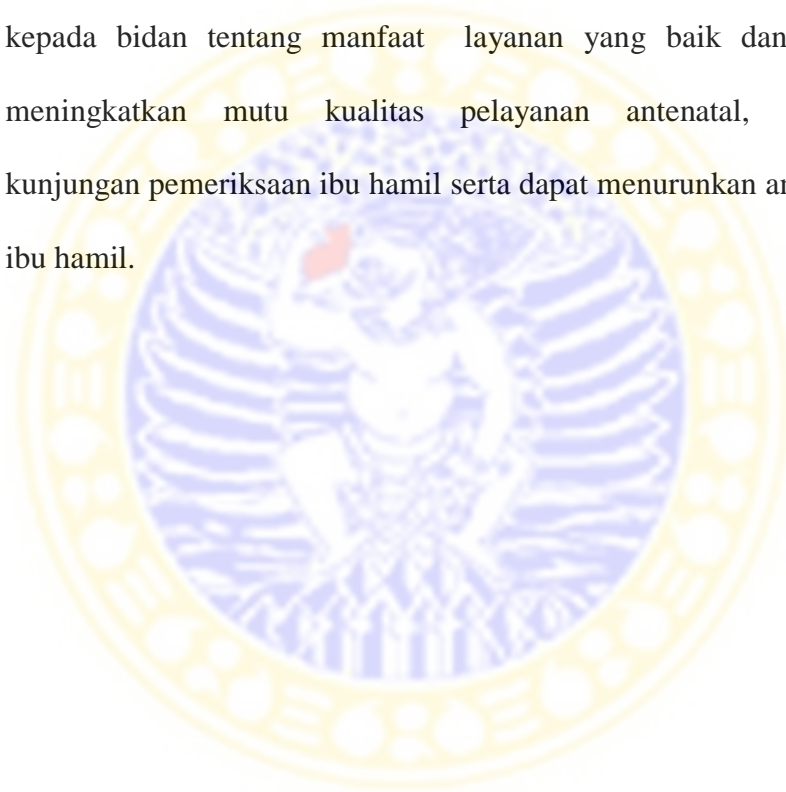 kepada bidan tentang manfaat layanan yang baik dan
meningkatkan mutu kualitas pelayanan antenatal,
kunjungan pemeriksaan ibu hamil serta dapat menurunkan
ibu hamil.